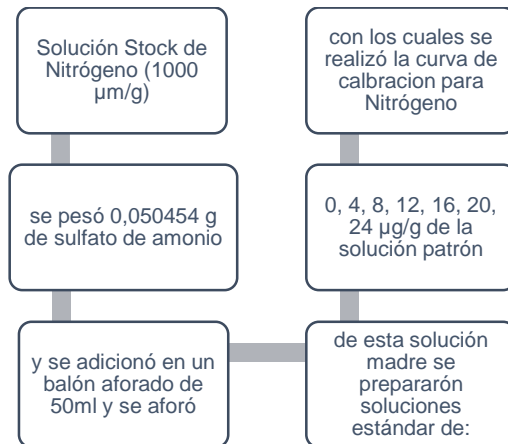 Solución Stock de
Nitrógeno (1000
µm/g)
se pesó 0,050454 g
de sulfato de amonio
y se adicionó en un
balón aforado de
50ml y se aforó
de esta solución
madre se
prepararón
soluciones
estándar de:
0, 4, 8, 12, 16, 20,
24 µg/g de la
solución patrón
con los cuales se
realizó la curva de
calbracion para
Nitrógeno